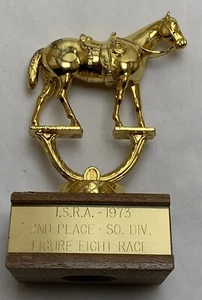 I.S.R.A. - 1973
2ND PLACE - SO. DIV.
FIGURE EIGHT RACE